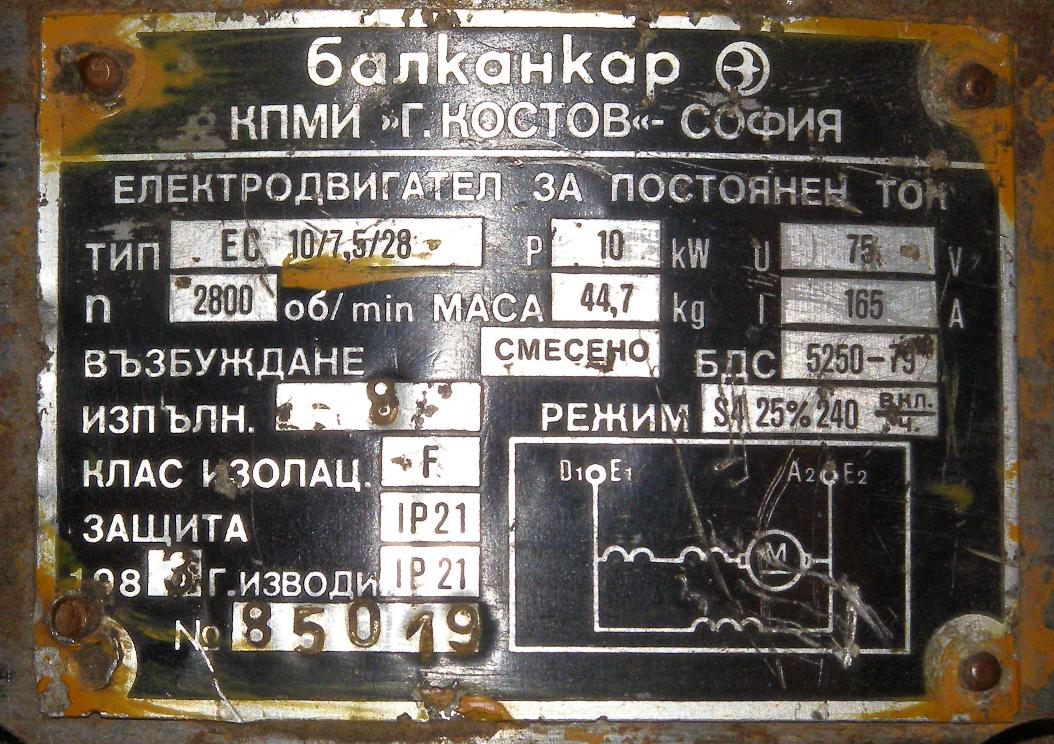 балканкар
КПМИ »Г. КОСТОВ«- СОФИЯ
ЕЛЕКТРОДВИГАТЕЛ ЗА ПОСТОЯНЕН ТОК
ТИП ЕС 10/7,5/28 P 10 kW U 75 V
n 2800 об/min МАСА 44,7 kg I 165 A
ВЪЗБУЖДАНЕ СМЕСЕНО БДС 5250-79
ИЗПЪЛН. 8 РЕЖИМ S4 25% 240 ВКЛ. Ч.
КЛАС ИЗОЛАЦ. F
D1 E1 A2 E2
ЗАЩИТА IP21
M
Г. ИЗВОДИ IP 21
№ 85019